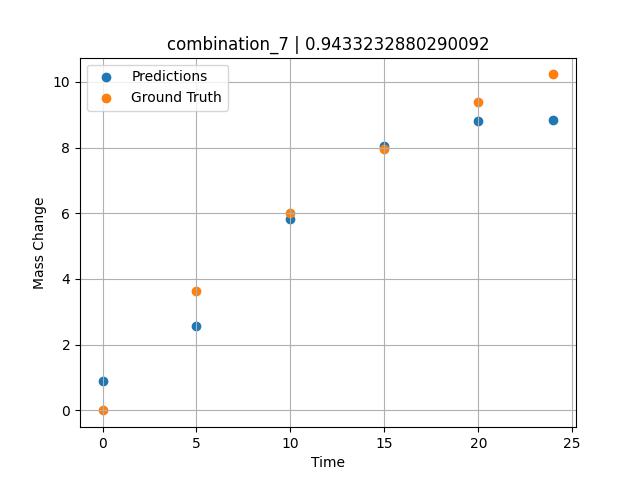 combination_7 | 0.9433232880290092
Predictions
Ground Truth
10
8
6
4
2
0
Mass Change
0 5 10 15 20 25
Time